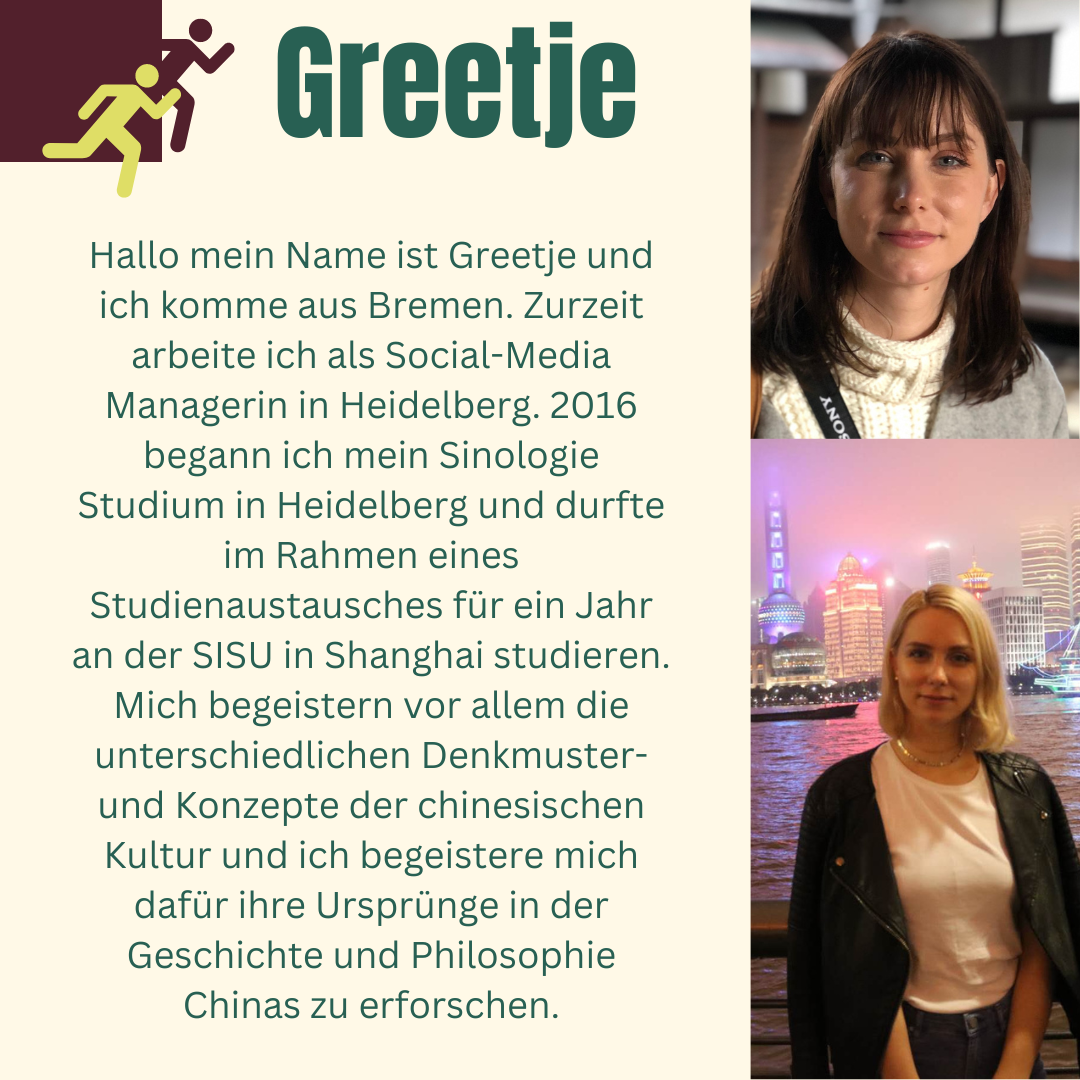 Greetje
Hallo mein Name ist Greetje und
ich komme aus Bremen. Zurzeit
arbeite ich als Social-Media
Managerin in Heidelberg. 2016
begann ich mein Sinologie
Studium in Heidelberg und durfte
im Rahmen eines
Studienaustausches für ein Jahr
an der SISU in Shanghai studieren.
Mich begeistern vor allem die
unterschiedlichen Denkmuster-
und Konzepte der chinesischen
Kultur und ich begeistere mich
dafür ihre Ursprünge in der
Geschichte und Philosophie
Chinas zu erforschen.
SONY